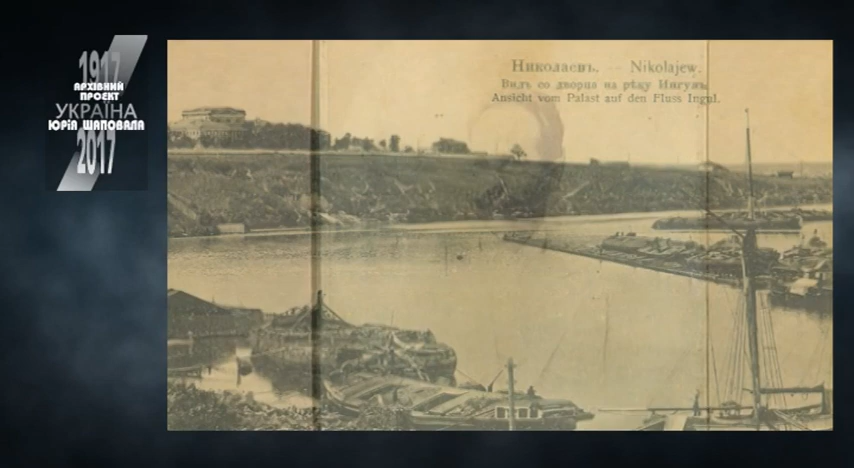 1917
АРХІВНИЙ
ПРОЕКТ
УКРАЇНА
ЮРІЯ ШАПОВАЛА
2017
Николаевъ. — Nikolajew.
Видъ со дворца на рѣку Ингулъ.
Ansicht vom Palast auf den Fluss Ingul.